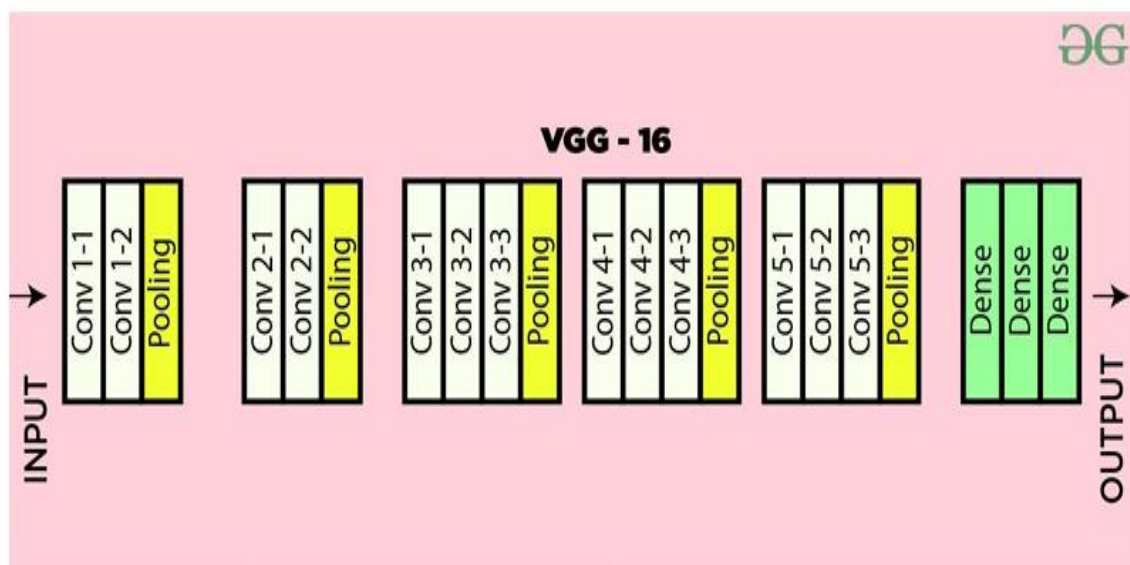 VGG - 16
INPUT
Conv 1-1
Conv 1-2
Pooling
Conv 2-1
Conv 2-2
Pooling
Conv 3-1
Conv 3-2
Conv 3-3
Pooling
Conv 4-1
Conv 4-2
Conv 4-3
Pooling
Conv 5-1
Conv 5-2
Conv 5-3
Pooling
Dense
Dense
Dense
OUTPUT